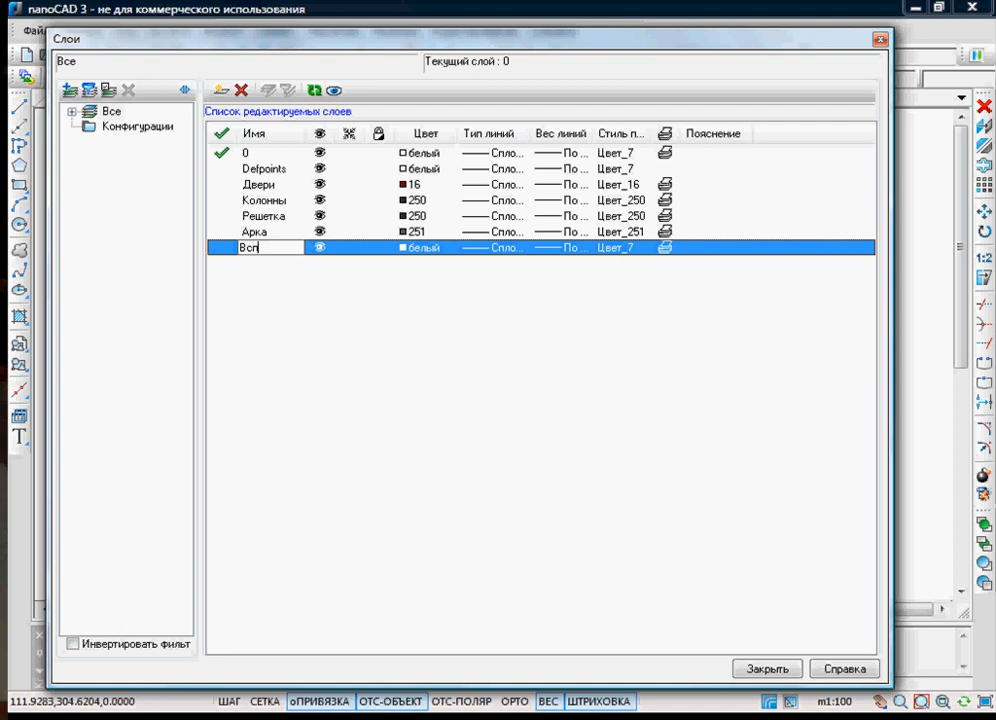 nanoCAD 3 - не для коммерческого использования
Слои
Все
Текущий слой : 0
Все
Конфигурации
Список редактируемых слоев
Имя Цвет Тип линий Вес линий Стиль п... Пояснение
0 белый Спло... По ... Цвет_7
Defpoints белый Спло... По ... Цвет_7
Двери 16 Спло... По ... Цвет_16
Колонны 250 Спло... По ... Цвет_250
Решетка 250 Спло... По ... Цвет_250
Арка 251 Спло... По ... Цвет_251
Всп белый Спло... По ... Цвет_7
1:2
T
Инвертировать фильт
Закрыть Справка
111.9283,304.6204,0.0000 ШАГ СЕТКА оПРИВЯЗКА ОТС-ОБЪЕКТ ОТС-ПОЛЯР ОРТО ВЕС ШТРИХОВКА m1:100